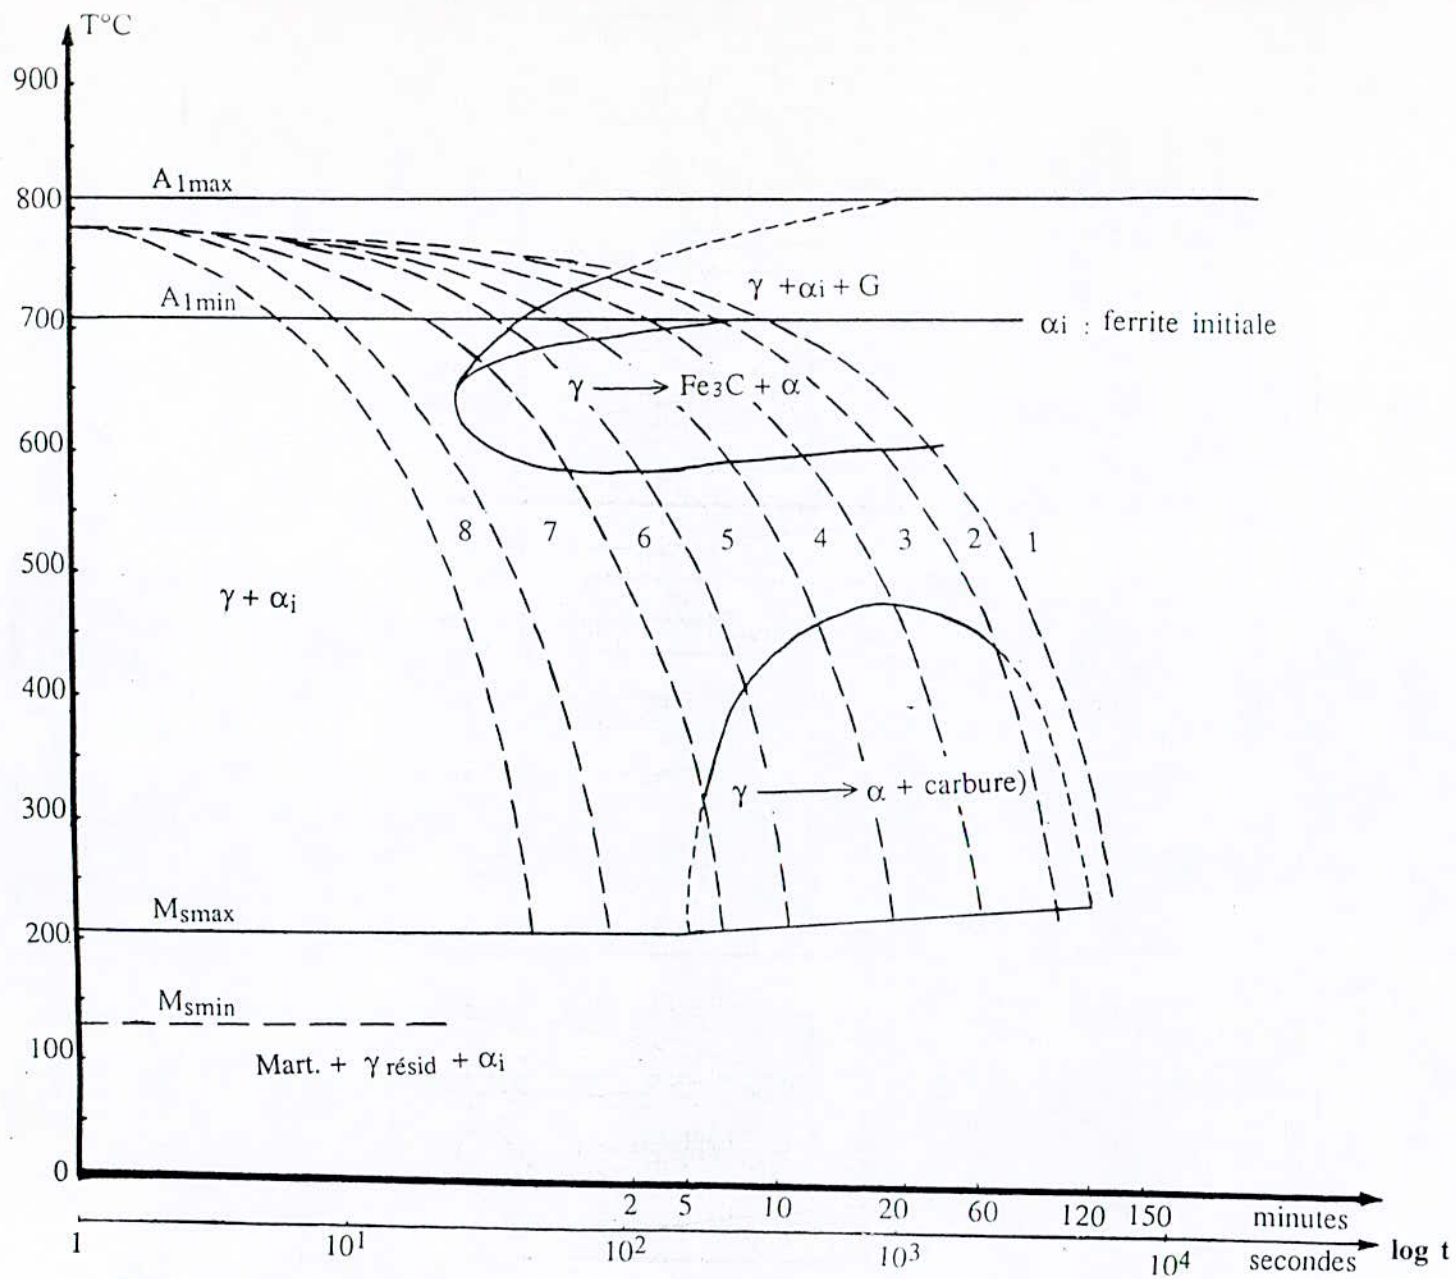 T°C
900
A1max
800
γ + αi + G
A1min
700
αi : ferrite initiale
γ ⟶ Fe3C + α
600
8 7 6 5 4 3 2 1
500
γ + αi
400
γ ⟶ α + carbure)
300
Msmax
200
Msmin
100
Mart. + γ résid + αi
0
2 5 10 20 60 120 150 minutes
1 10¹ 10² 10³ 10⁴ secondes log t